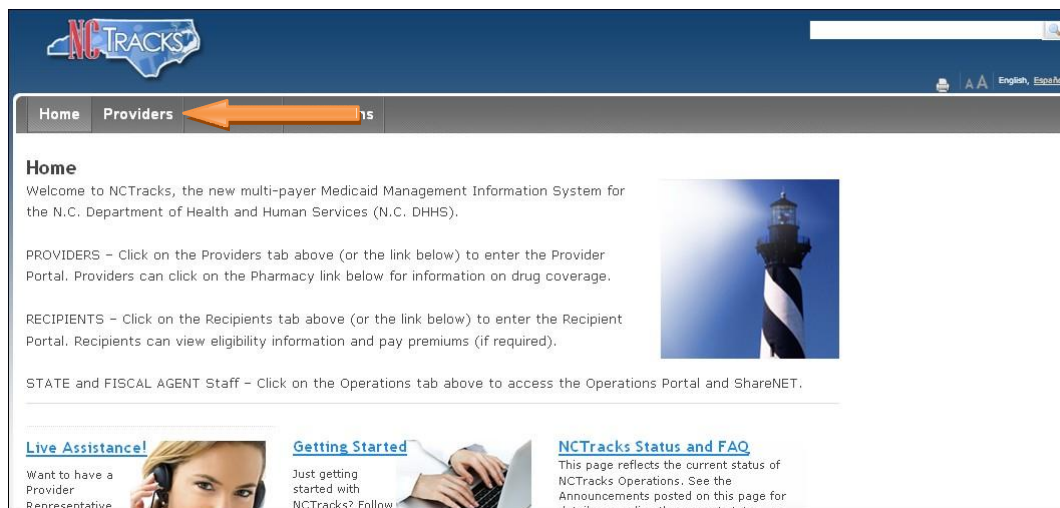 NCTRACKS
English, Españo
Home Providers ns
Home
Welcome to NCTracks, the new multi-payer Medicaid Management Information System for
the N.C. Department of Health and Human Services (N.C. DHHS).
PROVIDERS – Click on the Providers tab above (or the link below) to enter the Provider
Portal. Providers can click on the Pharmacy link below for information on drug coverage.
RECIPIENTS – Click on the Recipients tab above (or the link below) to enter the Recipient
Portal. Recipients can view eligibility information and pay premiums (if required).
STATE and FISCAL AGENT Staff – Click on the Operations tab above to access the Operations Portal and ShareNET.
Live Assistance!
Want to have a
Provider
Representative
Getting Started
Just getting
started with
NCTracks? Follow
NCTracks Status and FAQ
This page reflects the current status of
NCTracks Operations. See the
Announcements posted on this page for